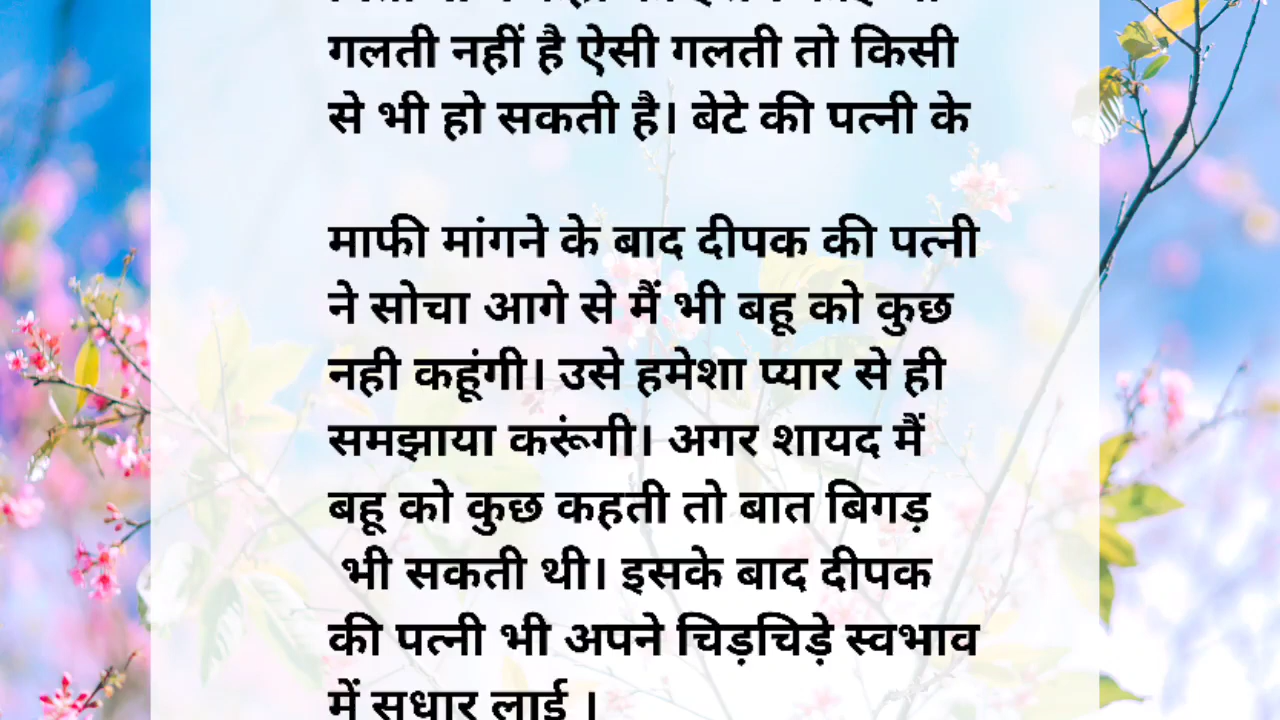 गलती नहीं है ऐसी गलती तो किसी
से भी हो सकती है। बेटे की पत्नी के
माफी मांगने के बाद दीपक की पत्नी
ने सोचा आगे से मैं भी बहू को कुछ
नही कहूंगी। उसे हमेशा प्यार से ही
समझाया करूंगी। अगर शायद मैं
बहू को कुछ कहती तो बात बिगड़
भी सकती थी। इसके बाद दीपक
की पत्नी भी अपने चिड़चिड़े स्वभाव
में सुधार लाई ।